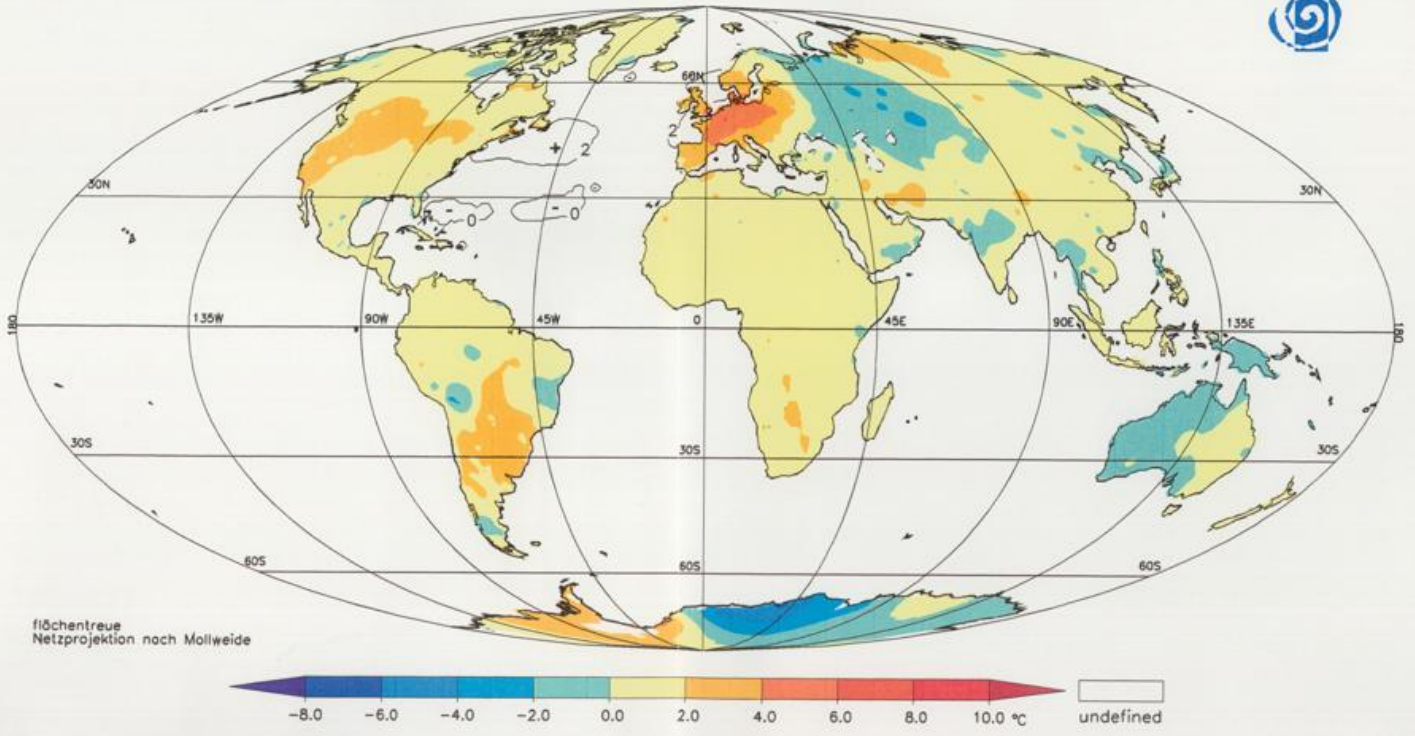 60N
+ 2
2
30N
30N
- 0
- 0
180
135W
90W
45W
0
45E
90E
135E
180
30S
30S
30S
60S
60S
60S
flächentreue
Netzprojektion nach Mollweide
-8.0 -6.0 -4.0 -2.0 0.0 2.0 4.0 6.0 8.0 10.0 °C
undefined